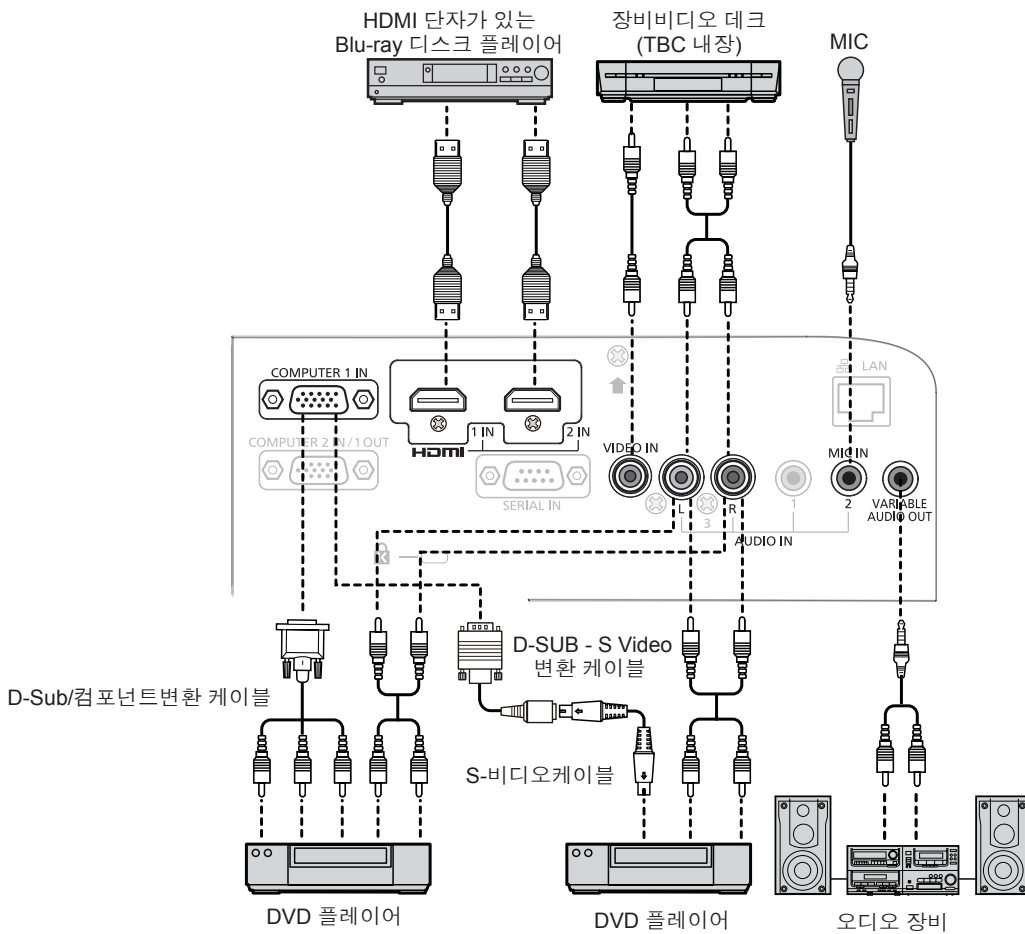 HDMI 단자가 있는
Blu-ray 디스크 플레이어
장비비디오 데크
(TBC 내장)
MIC
COMPUTER 1 IN
COMPUTER 2 IN / 1 OUT
HDMI
1 IN
2 IN
SERIAL IN
VIDEO IN
L
R
3
1
2
AUDIO IN
LAN
MIC IN
VARIABLE
AUDIO OUT
D-Sub/컴포넌트변환 케이블
D-SUB - S Video
변환 케이블
S-비디오케이블
DVD 플레이어
DVD 플레이어
오디오 장비